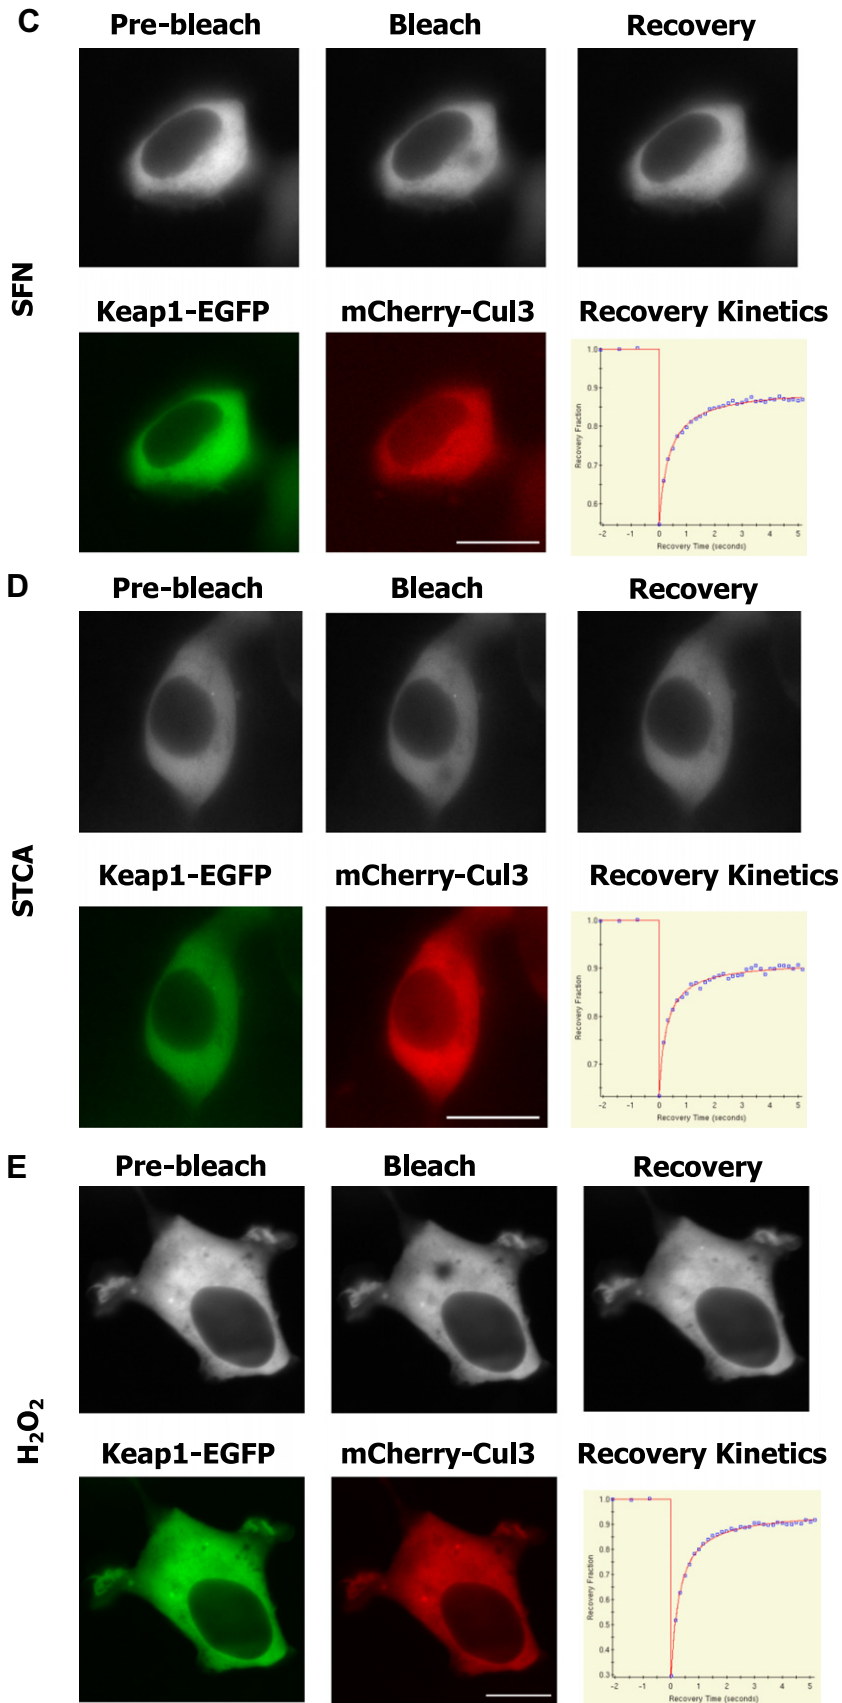 C
Pre-bleach
Bleach
Recovery
SFN
Keap1-EGFP
mCherry-Cul3
Recovery Kinetics
Recovery Fraction
1.0
0.9
0.8
0.7
0.6
-2 -1 0 1 2 3 4 5
Recovery Time (seconds)
D
Pre-bleach
Bleach
Recovery
STCA
Keap1-EGFP
mCherry-Cul3
Recovery Kinetics
Recovery Fraction
1.0
0.9
0.8
0.7
-2 -1 0 1 2 3 4 5
Recovery Time (seconds)
E
Pre-bleach
Bleach
Recovery
H₂O₂
Keap1-EGFP
mCherry-Cul3
Recovery Kinetics
Recovery Fraction
1.0
0.9
0.8
0.7
0.6
0.5
0.4
0.3
-2 -1 0 1 2 3 4 5
Recovery Time (seconds)